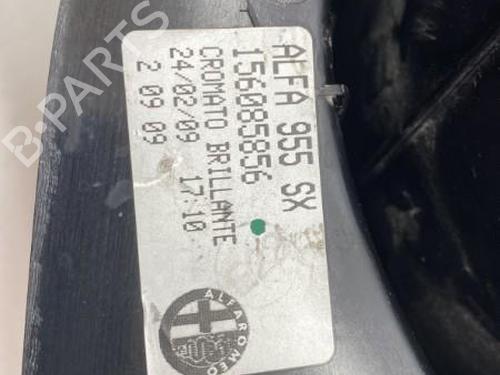 ALFA 955 SX
156085856
CROMATO BRILLANTE
24/02/09 17:10
2 09 09
ALFA ROMEO
B-PARTS